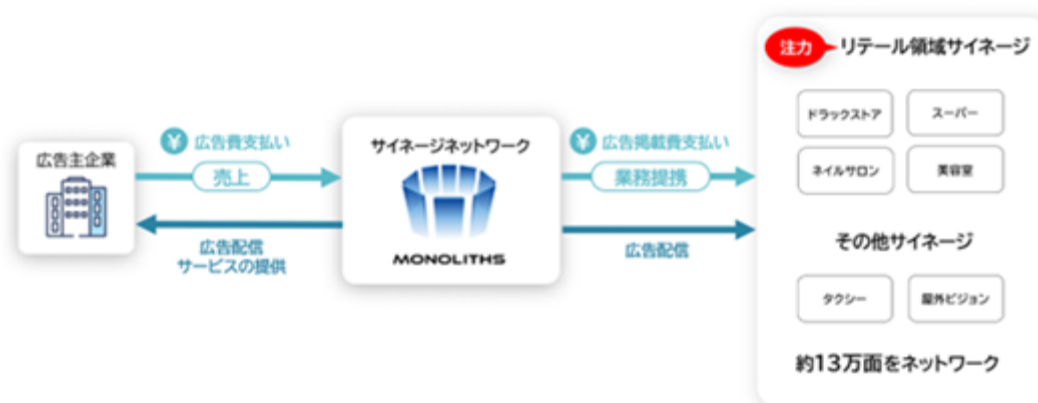 広告主企業
¥ 広告費支払い
売上
広告配信
サービスの提供
サイネージネットワーク
MONOLITHS
¥ 広告掲載費支払い
業務提携
広告配信
注力 リテール領域サイネージ
ドラックストア
スーパー
ネイルサロン
美容室
その他サイネージ
タクシー
屋外ビジョン
約13万面をネットワーク